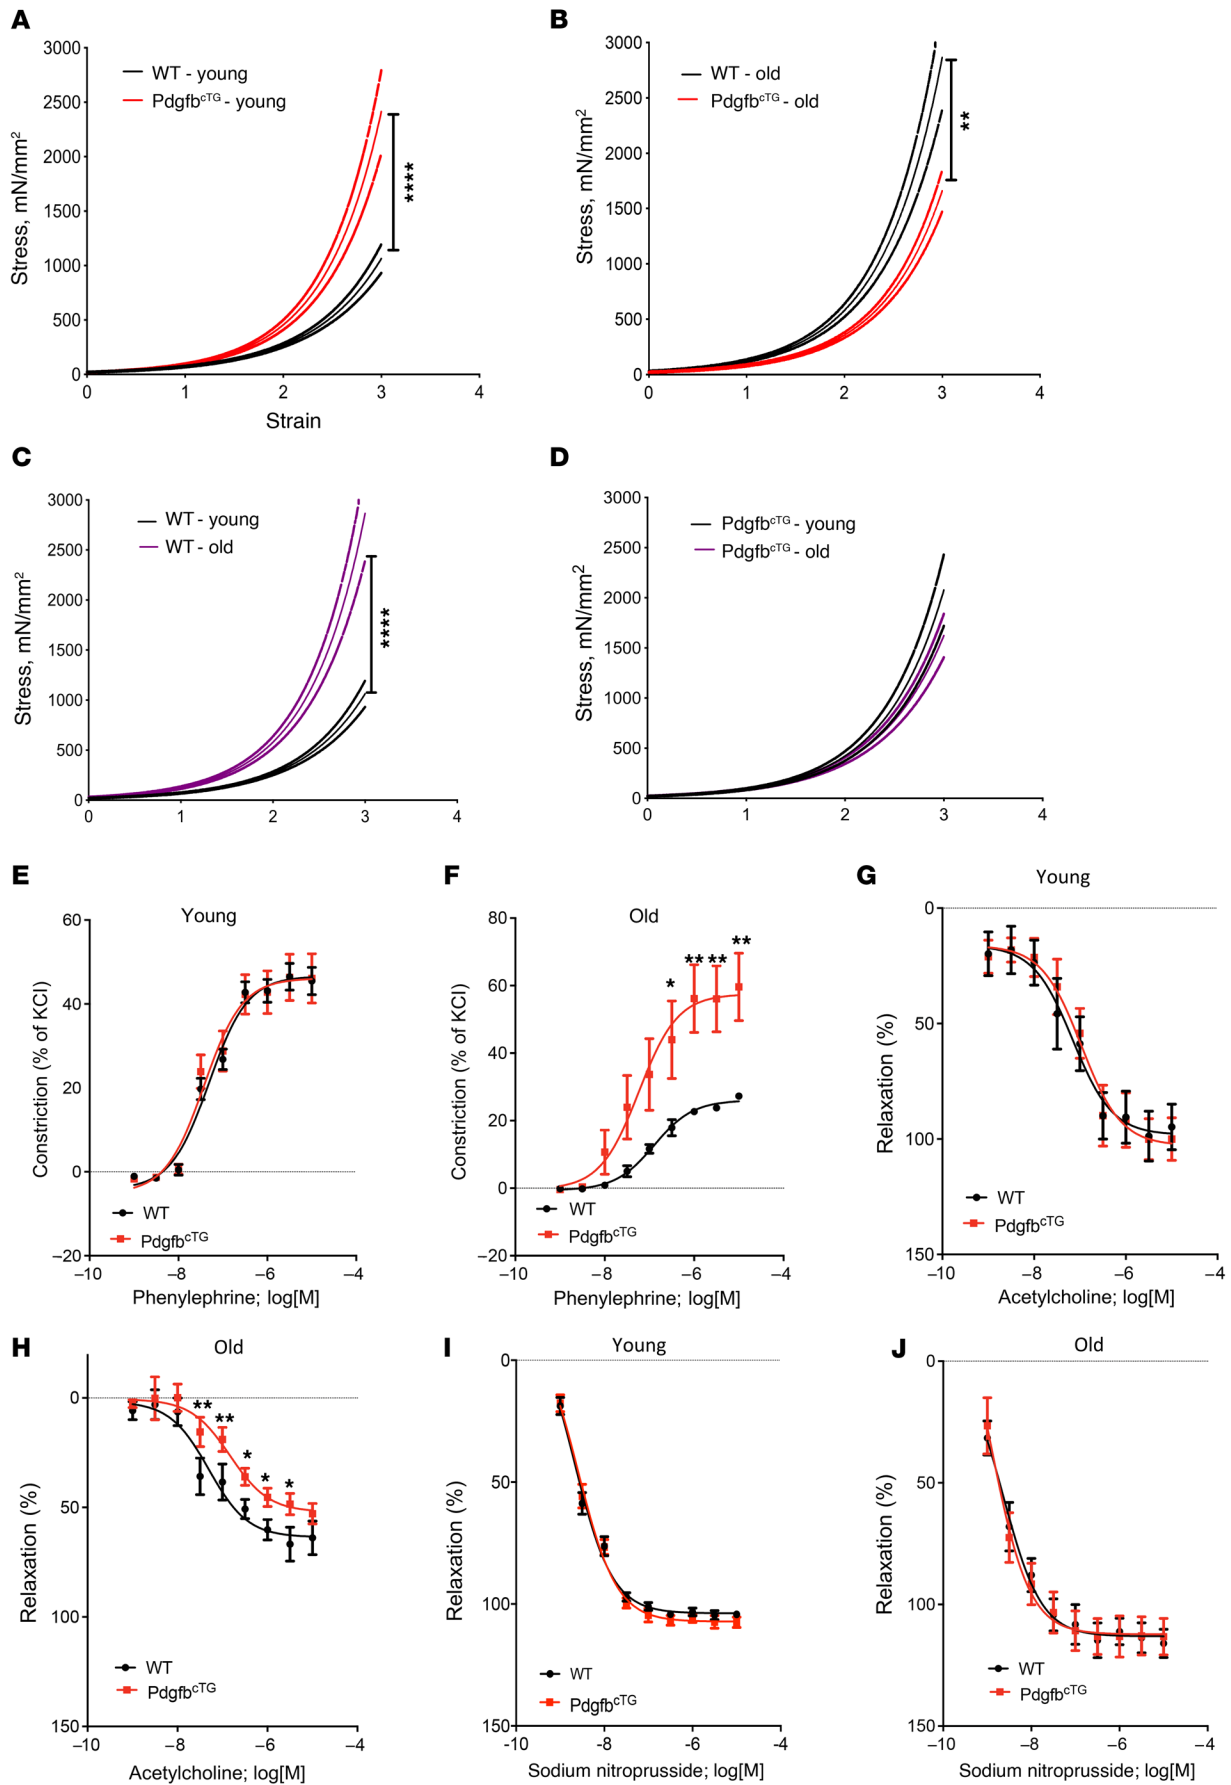 A
3000
2500
2000
1500
1000
500
0
0 1 2 3 4
Stress, mN/mm²
Strain
WT - young
Pdgfbᶜᵀᴳ - young
****
B
3000
2500
2000
1500
1000
500
0
0 1 2 3 4
Stress, mN/mm²
WT - old
Pdgfbᶜᵀᴳ - old
**
C
3000
2500
2000
1500
1000
500
0
0 1 2 3 4
Stress, mN/mm²
WT - young
WT - old
****
D
3000
2500
2000
1500
1000
500
0
0 1 2 3 4
Stress, mN/mm²
Pdgfbᶜᵀᴳ - young
Pdgfbᶜᵀᴳ - old
E
Young
60
40
20
0
–20
–10 –8 –6 –4
Constriction (% of KCl)
WT
Pdgfbᶜᵀᴳ
Phenylephrine; log[M]
F
Old
80
60
40
20
0
–20
–10 –8 –6 –4
Constriction (% of KCl)
* ** ** **
WT
Pdgfbᶜᵀᴳ
Phenylephrine; log[M]
G
Young
0
50
100
150
–10 –8 –6 –4
Relaxation (%)
WT
Pdgfbᶜᵀᴳ
Acetylcholine; log[M]
H
Old
0
50
100
150
–10 –8 –6 –4
Relaxation (%)
** ** * * *
WT
Pdgfbᶜᵀᴳ
Acetylcholine; log[M]
I
Young
0
50
100
150
–10 -8 -6 -4
Relaxation (%)
WT
Pdgfbᶜᵀᴳ
Sodium nitroprusside; log[M]
J
Old
0
50
100
150
–10 –8 –6 –4
Relaxation (%)
WT
Pdgfbᶜᵀᴳ
Sodium nitroprusside; log[M]